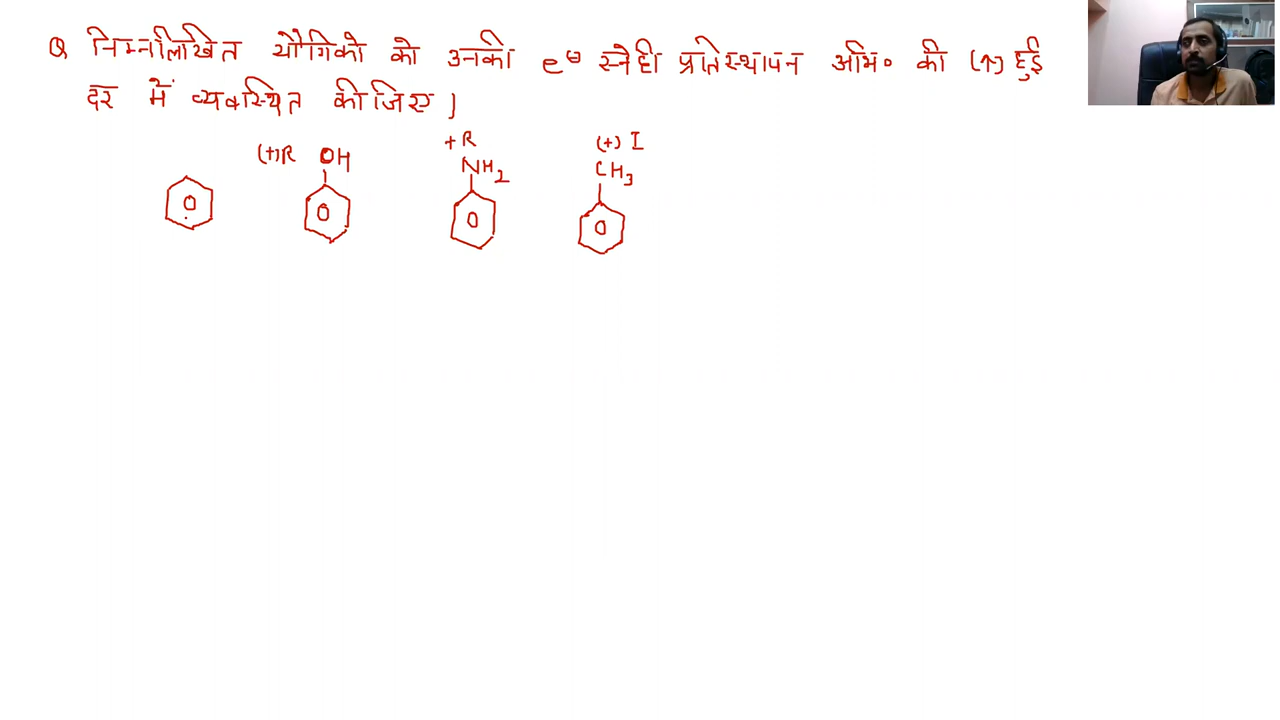 Q निम्नलिखित यौगिको को उनकी e⊖ स्नेही प्रतिस्थापन अभि० की (↑) हुई
दर में व्यवस्थित कीजिए।
(+)R OH +R NH2 (+) I CH3